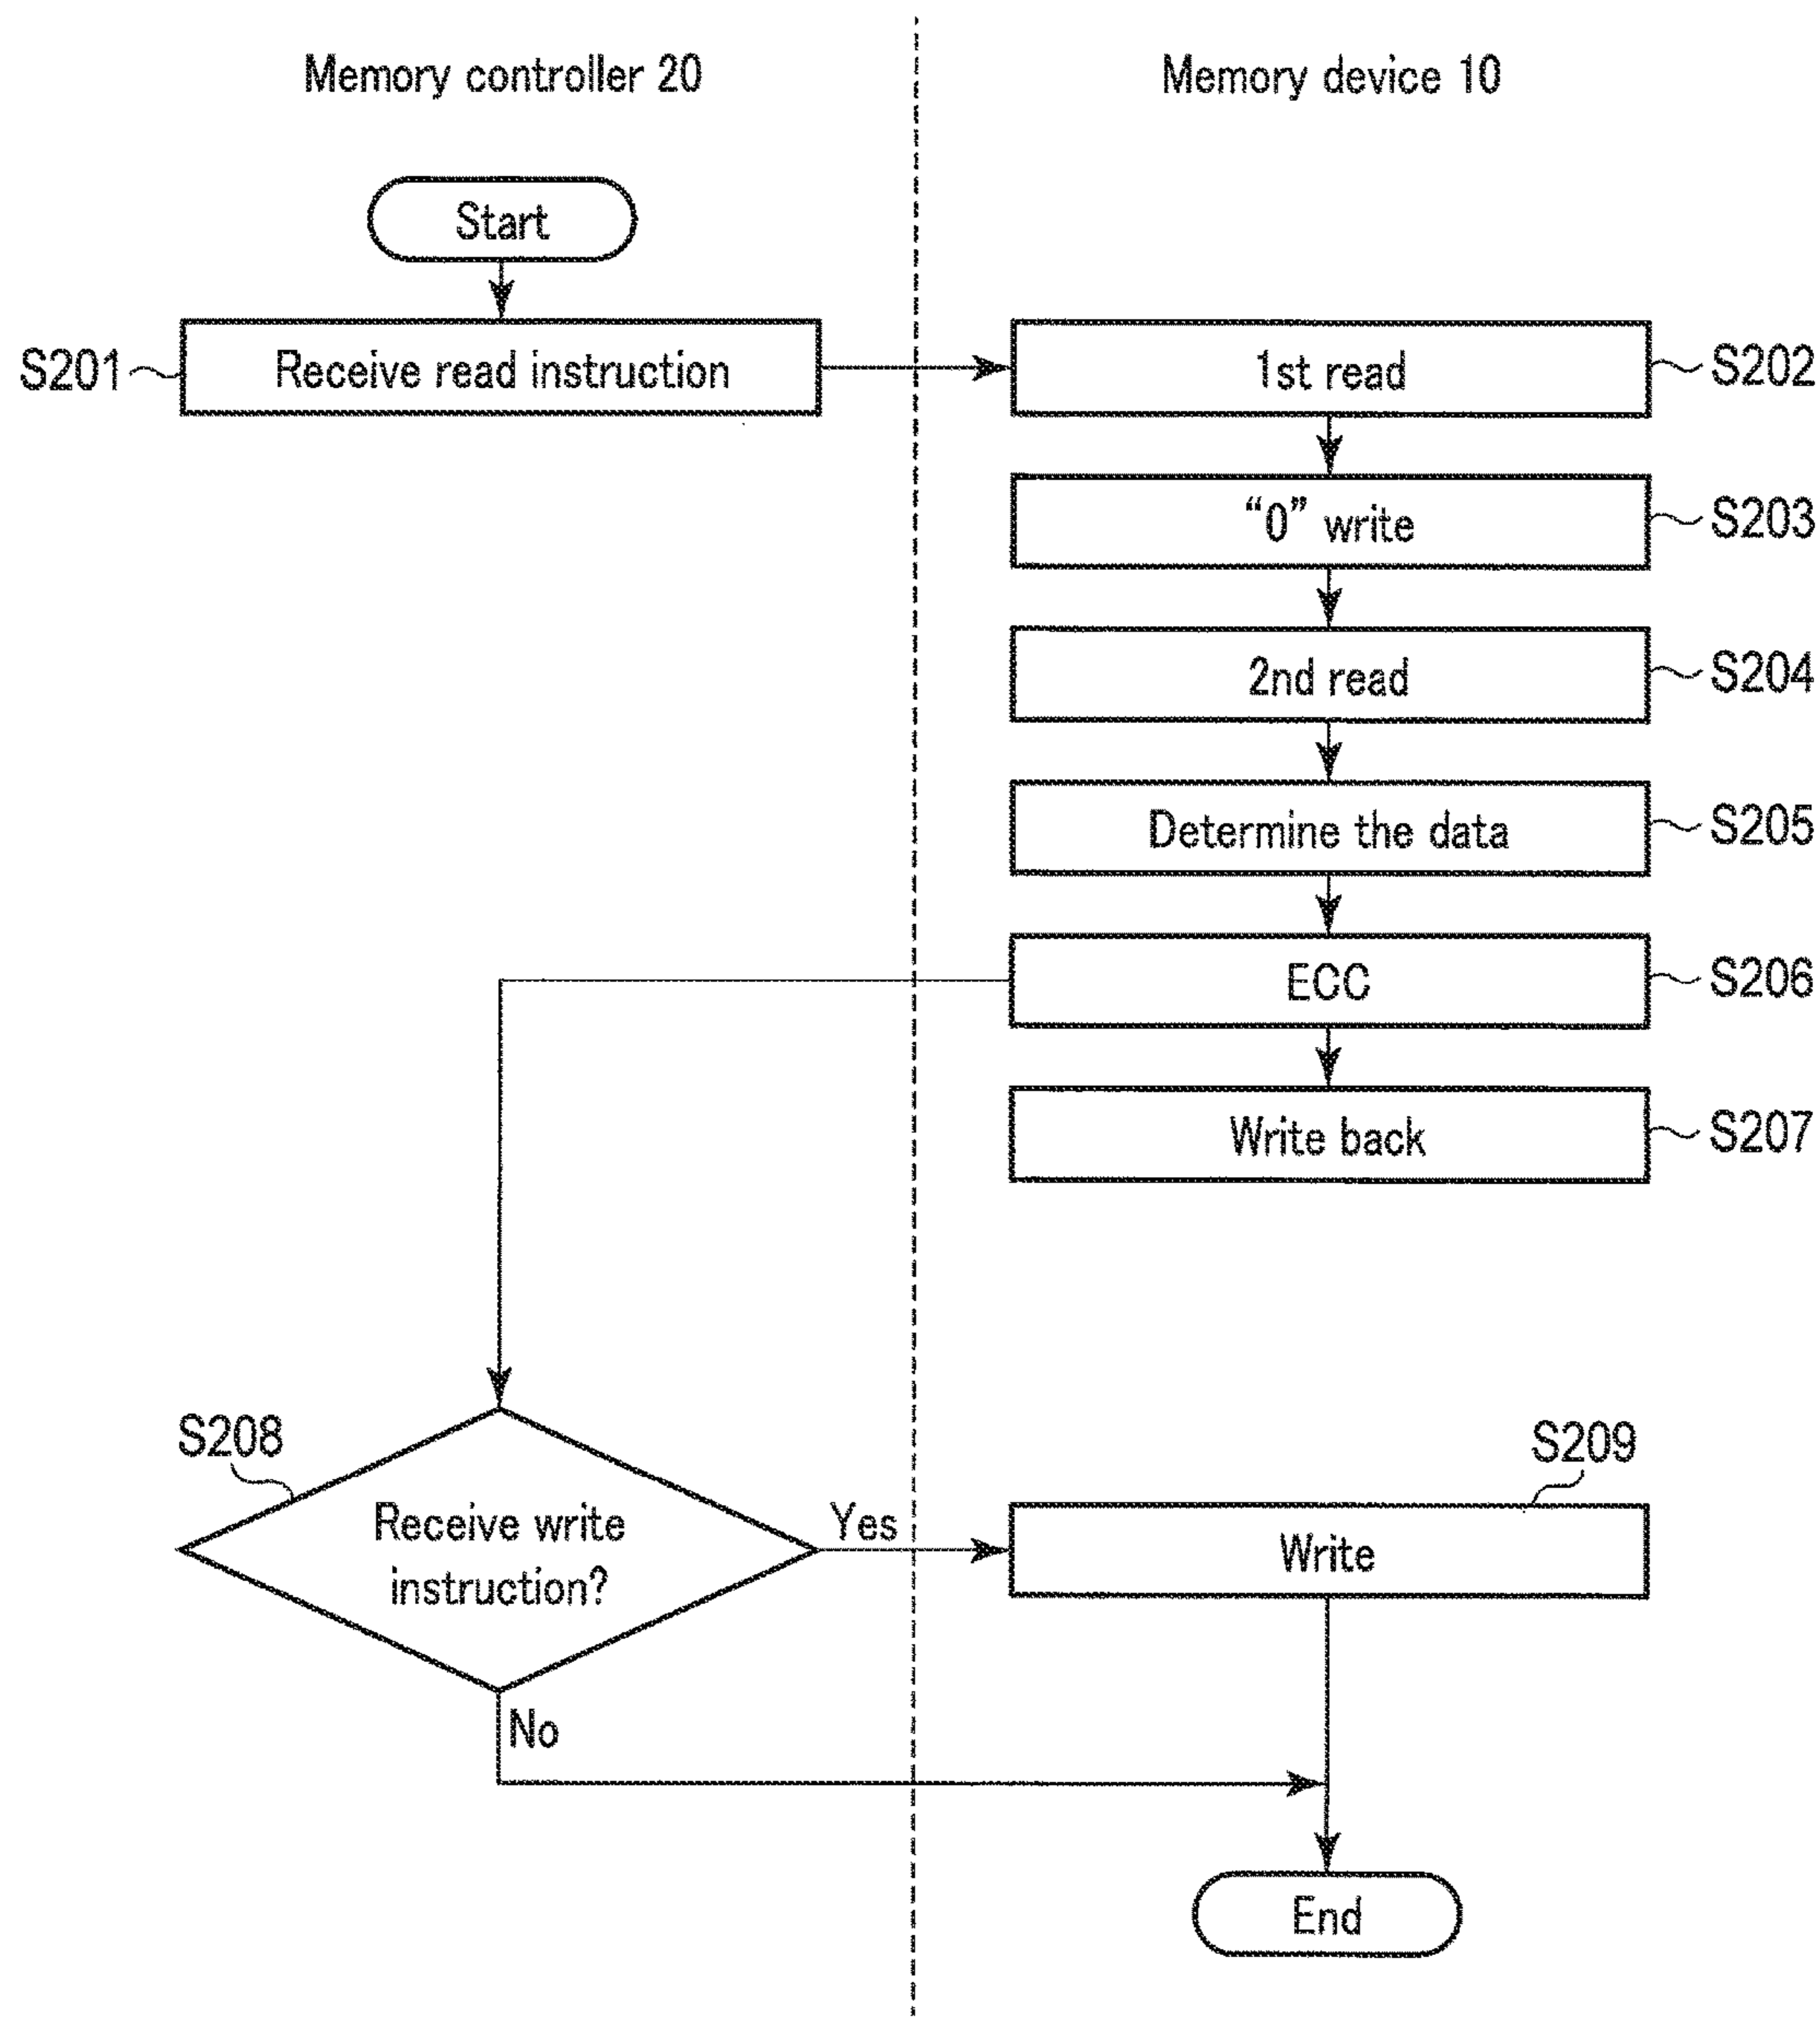 Memory controller 20
Memory device 10
Start
S201
Receive read instruction
1st read
S202
“0” write
S203
2nd read
S204
Determine the data
S205
ECC
S206
Write back
S207
S208
Receive write
instruction?
Yes
S209
Write
No
End